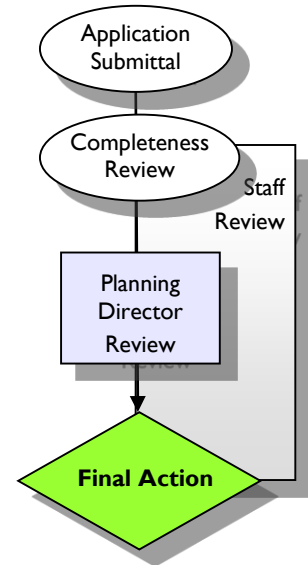 Application
Submittal
Completeness
Review
Staff
Review
Planning
Director
Review
Final Action